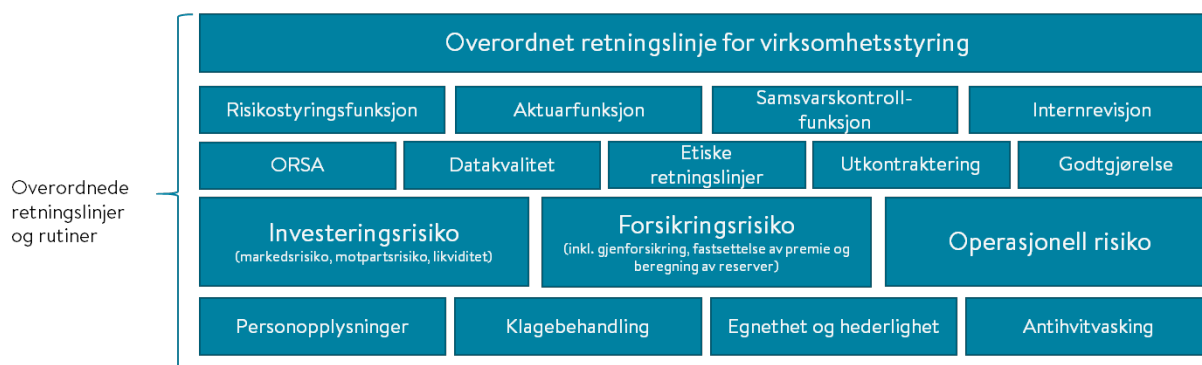 Overordnet retningslinje for virksomhetsstyring
Risikostyringsfunksjon
Aktuarfunksjon
Samsvarskontroll-
funksjon
Internrevisjon
ORSA
Datakvalitet
Etiske
retningslinjer
Utkontraktering
Godtgjørelse
Overordnede
retningslinjer
og rutiner
Investeringsrisiko
(markedsrisiko, motpartsrisiko, likviditet)
Forsikringsrisiko
(inkl. gjenforsikring, fastsettelse av premie og
beregning av reserver)
Operasjonell risiko
Personopplysninger
Klagebehandling
Egnethet og hederlighet
Antihvitvasking